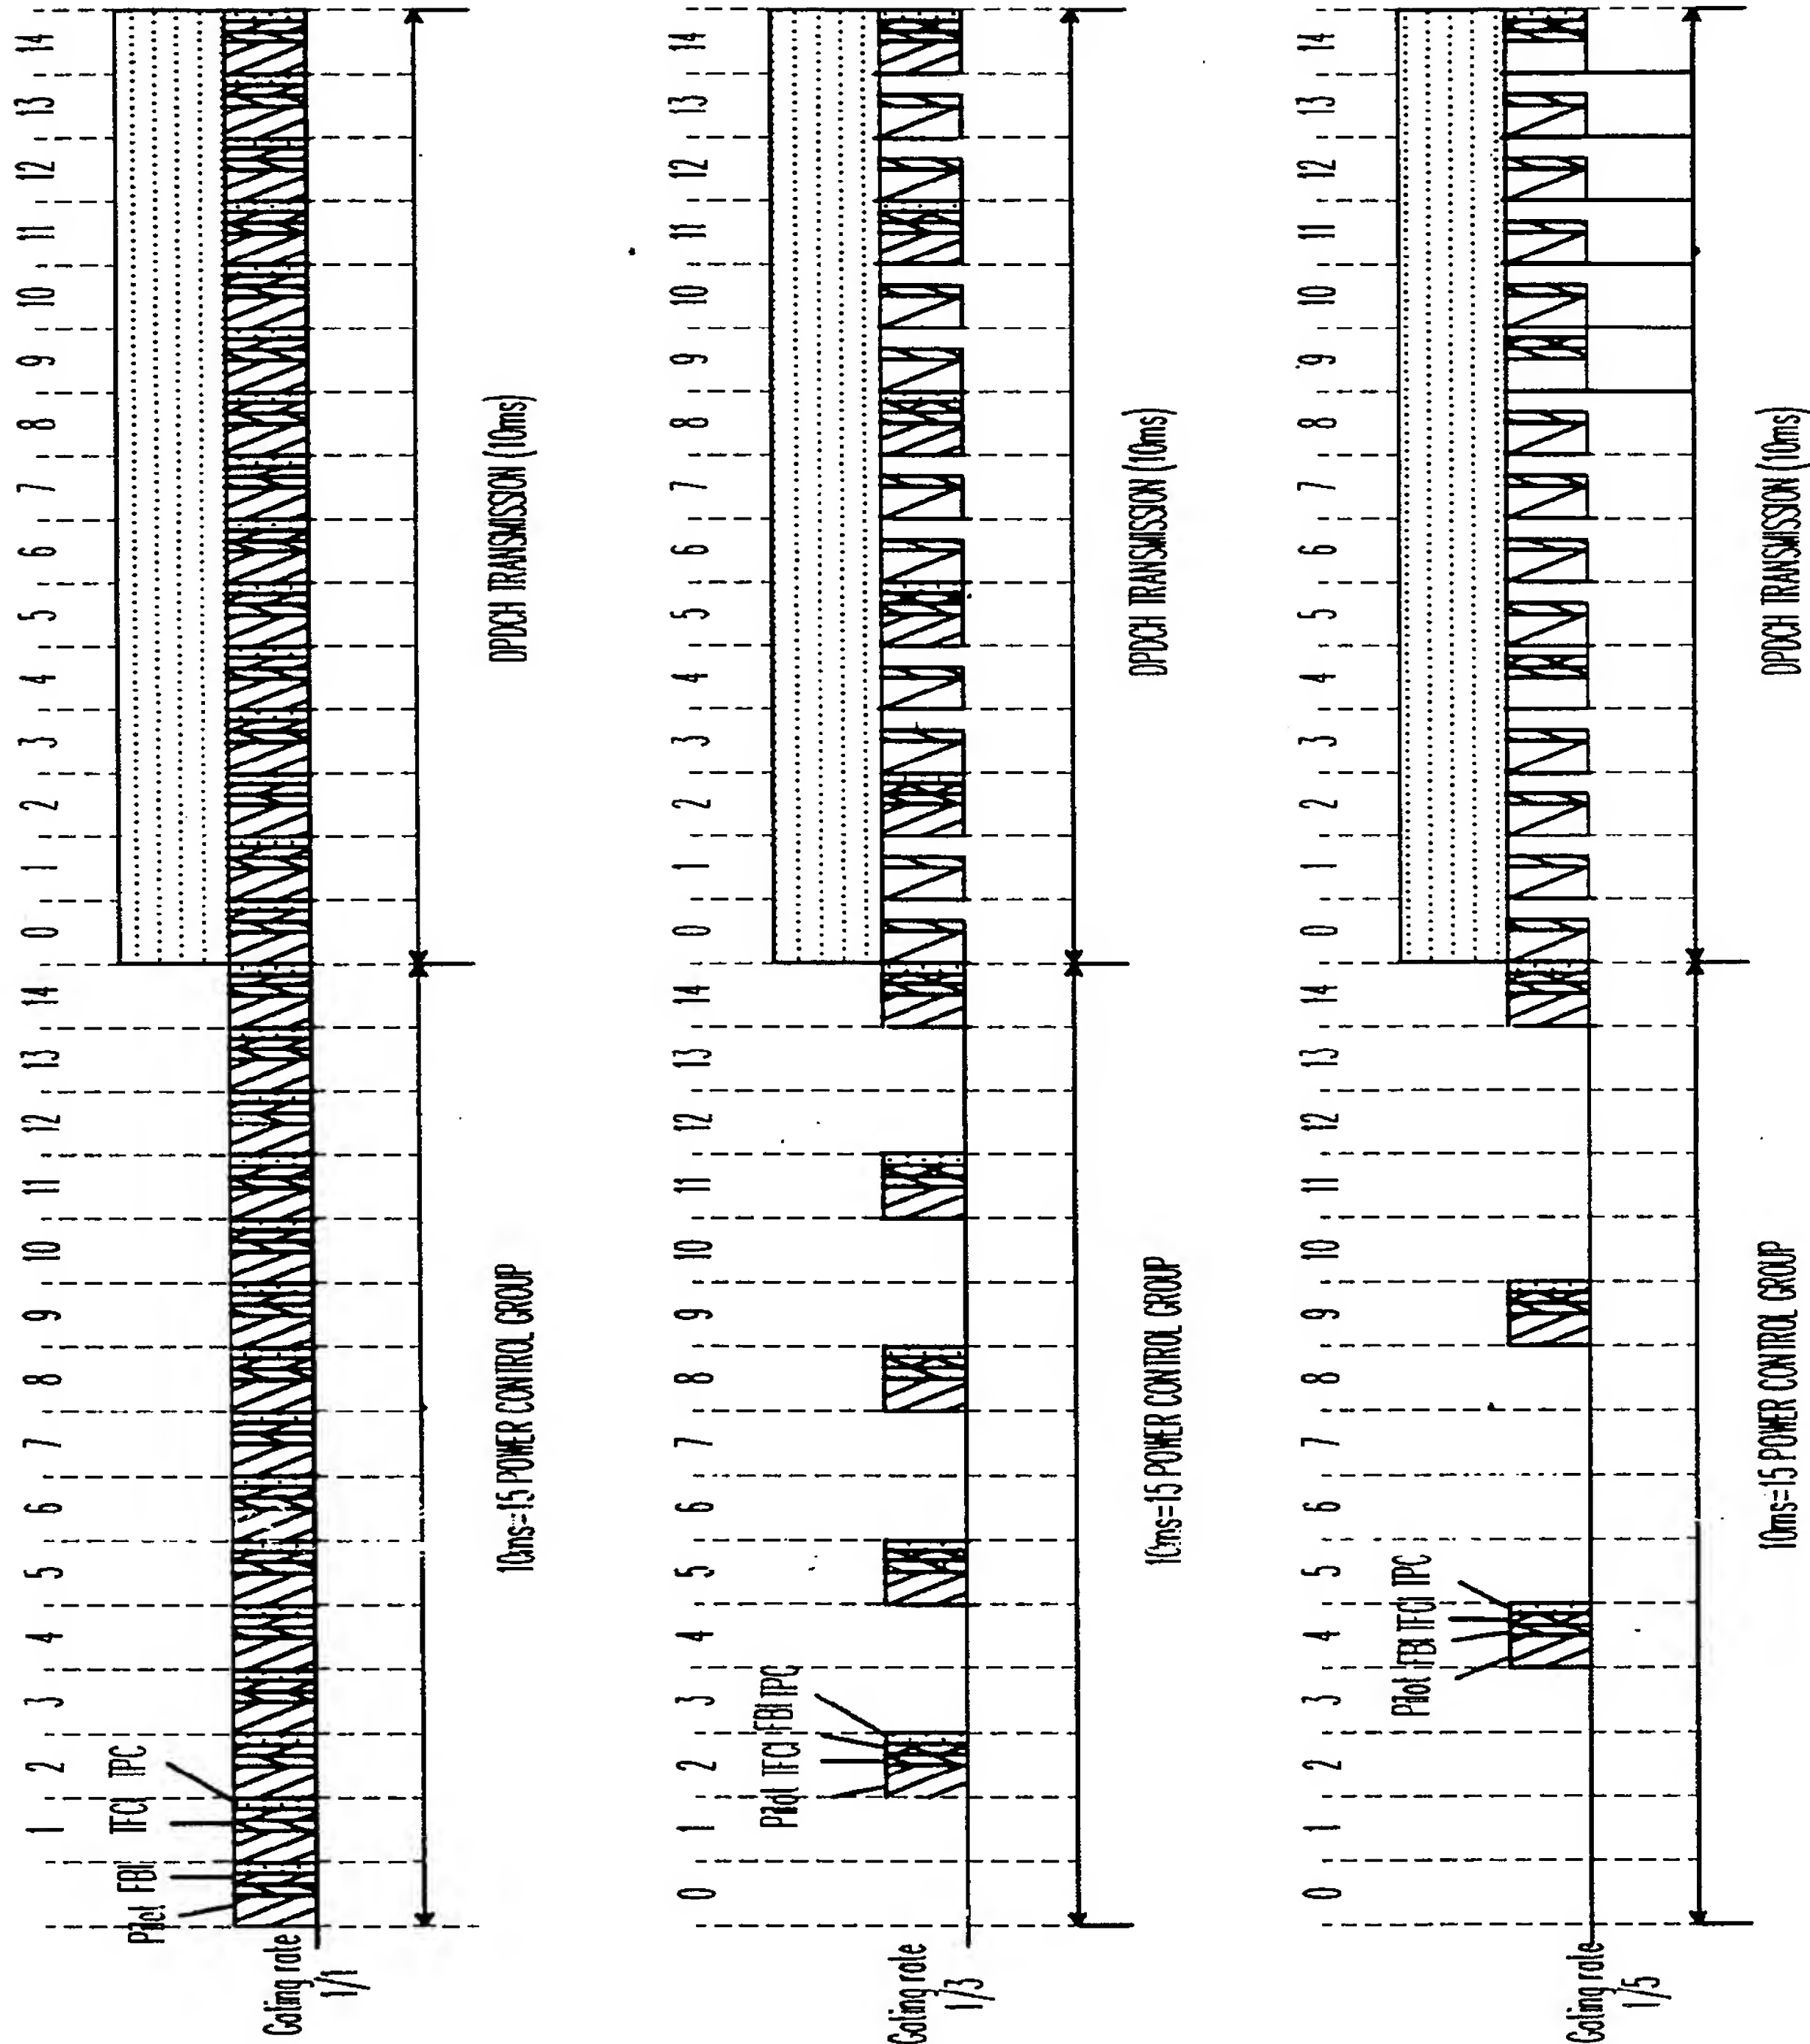 0 1 2 3 4 5 6 7 8 9 10 11 12 13 14 0 1 2 3 4 5 6 7 8 9 10 11 12 13 14
Pilot FBI TFCI TPC
Gating rate
1/1
10ms=15 POWER CONTROL GROUP
DPDCH TRANSMISSION (10ms)
0 1 2 3 4 5 6 7 8 9 10 11 12 13 14 0 1 2 3 4 5 6 7 8 9 10 11 12 13 14
Pilot TFCI FBI TPC
Gating rate
1/3
10ms=15 POWER CONTROL GROUP
DPDCH TRANSMISSION (10ms)
0 1 2 3 4 5 6 7 8 9 10 11 12 13 14 0 1 2 3 4 5 6 7 8 9 10 11 12 13 14
Pilot FBI TFCI TPC
Gating rate
1/5
10ms=15 POWER CONTROL GROUP
DPDCH TRANSMISSION (10ms)